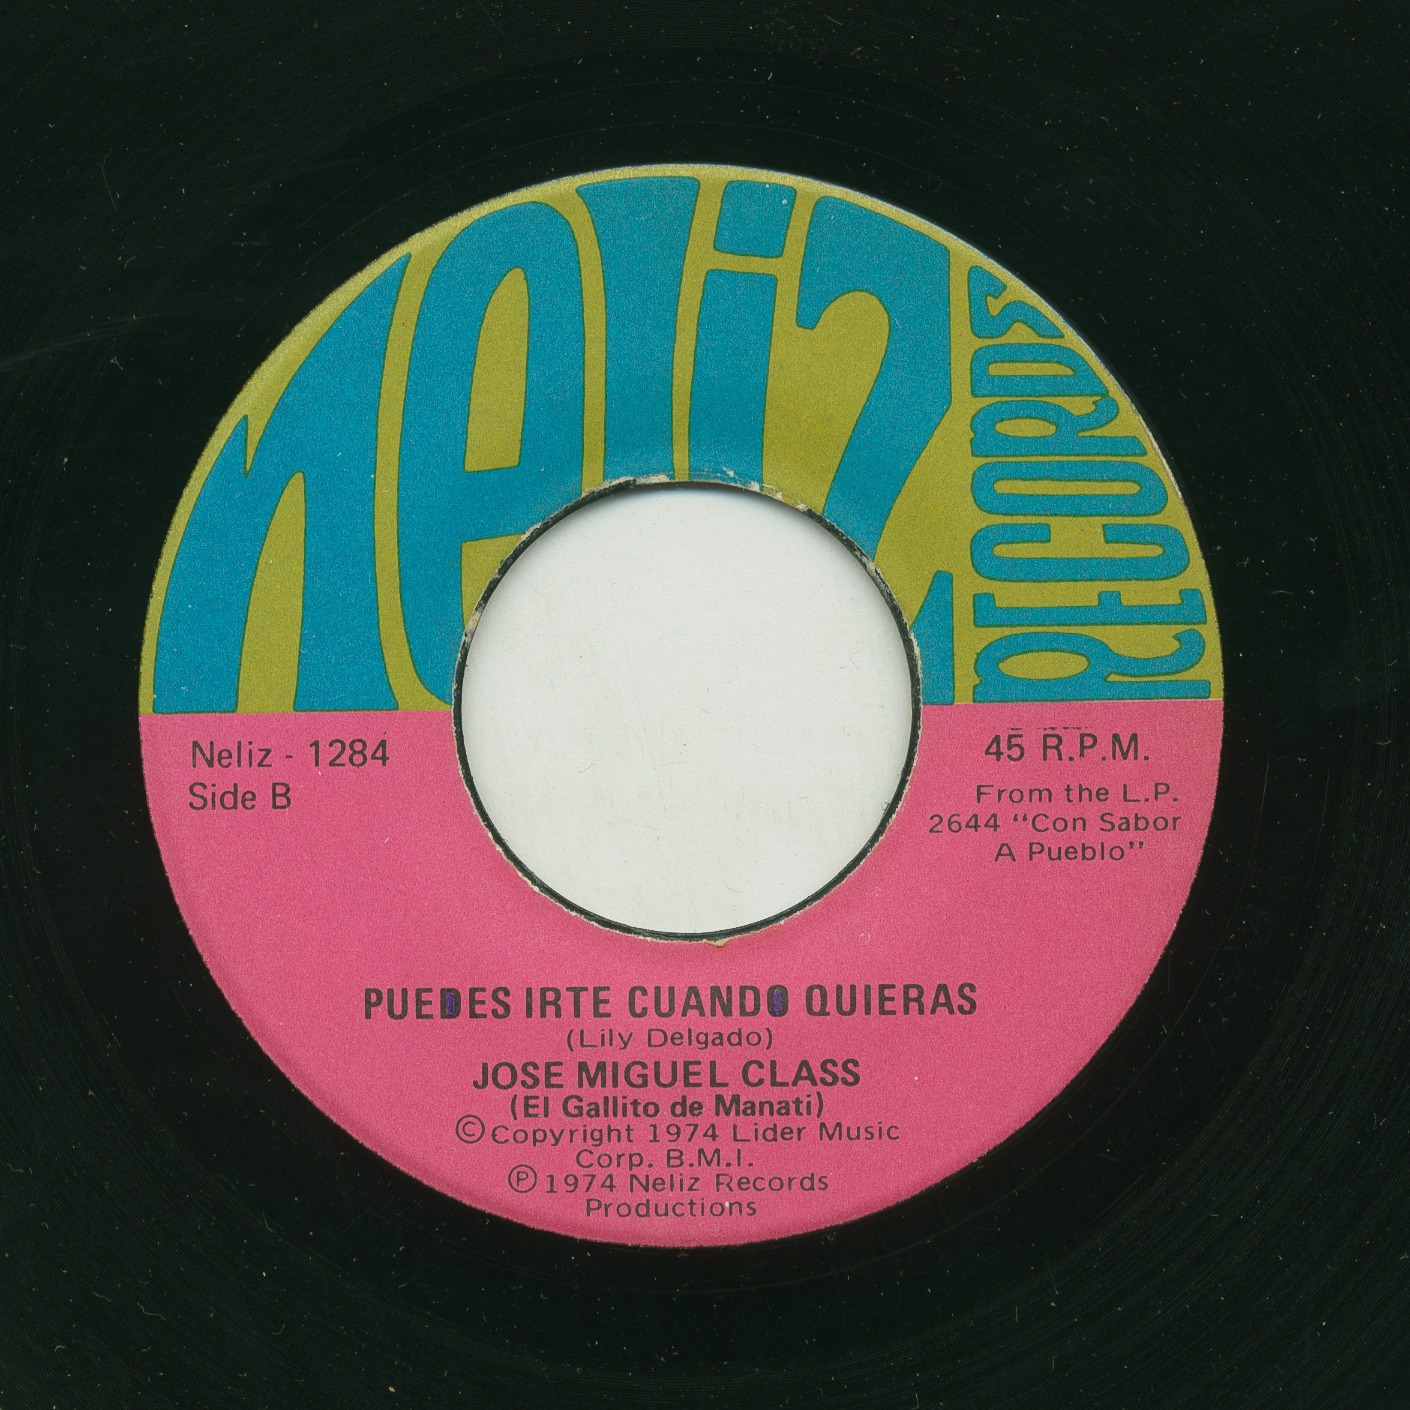 neliz
RECORDS
Neliz - 1284
Side B
45 R.P.M.
From the L.P.
2644 “Con Sabor
A Pueblo”
PUEDES IRTE CUANDO QUIERAS
(Lily Delgado)
JOSE MIGUEL CLASS
(El Gallito de Manati)
©Copyright 1974 Lider Music
Corp. B.M.I.
℗1974 Neliz Records
Productions